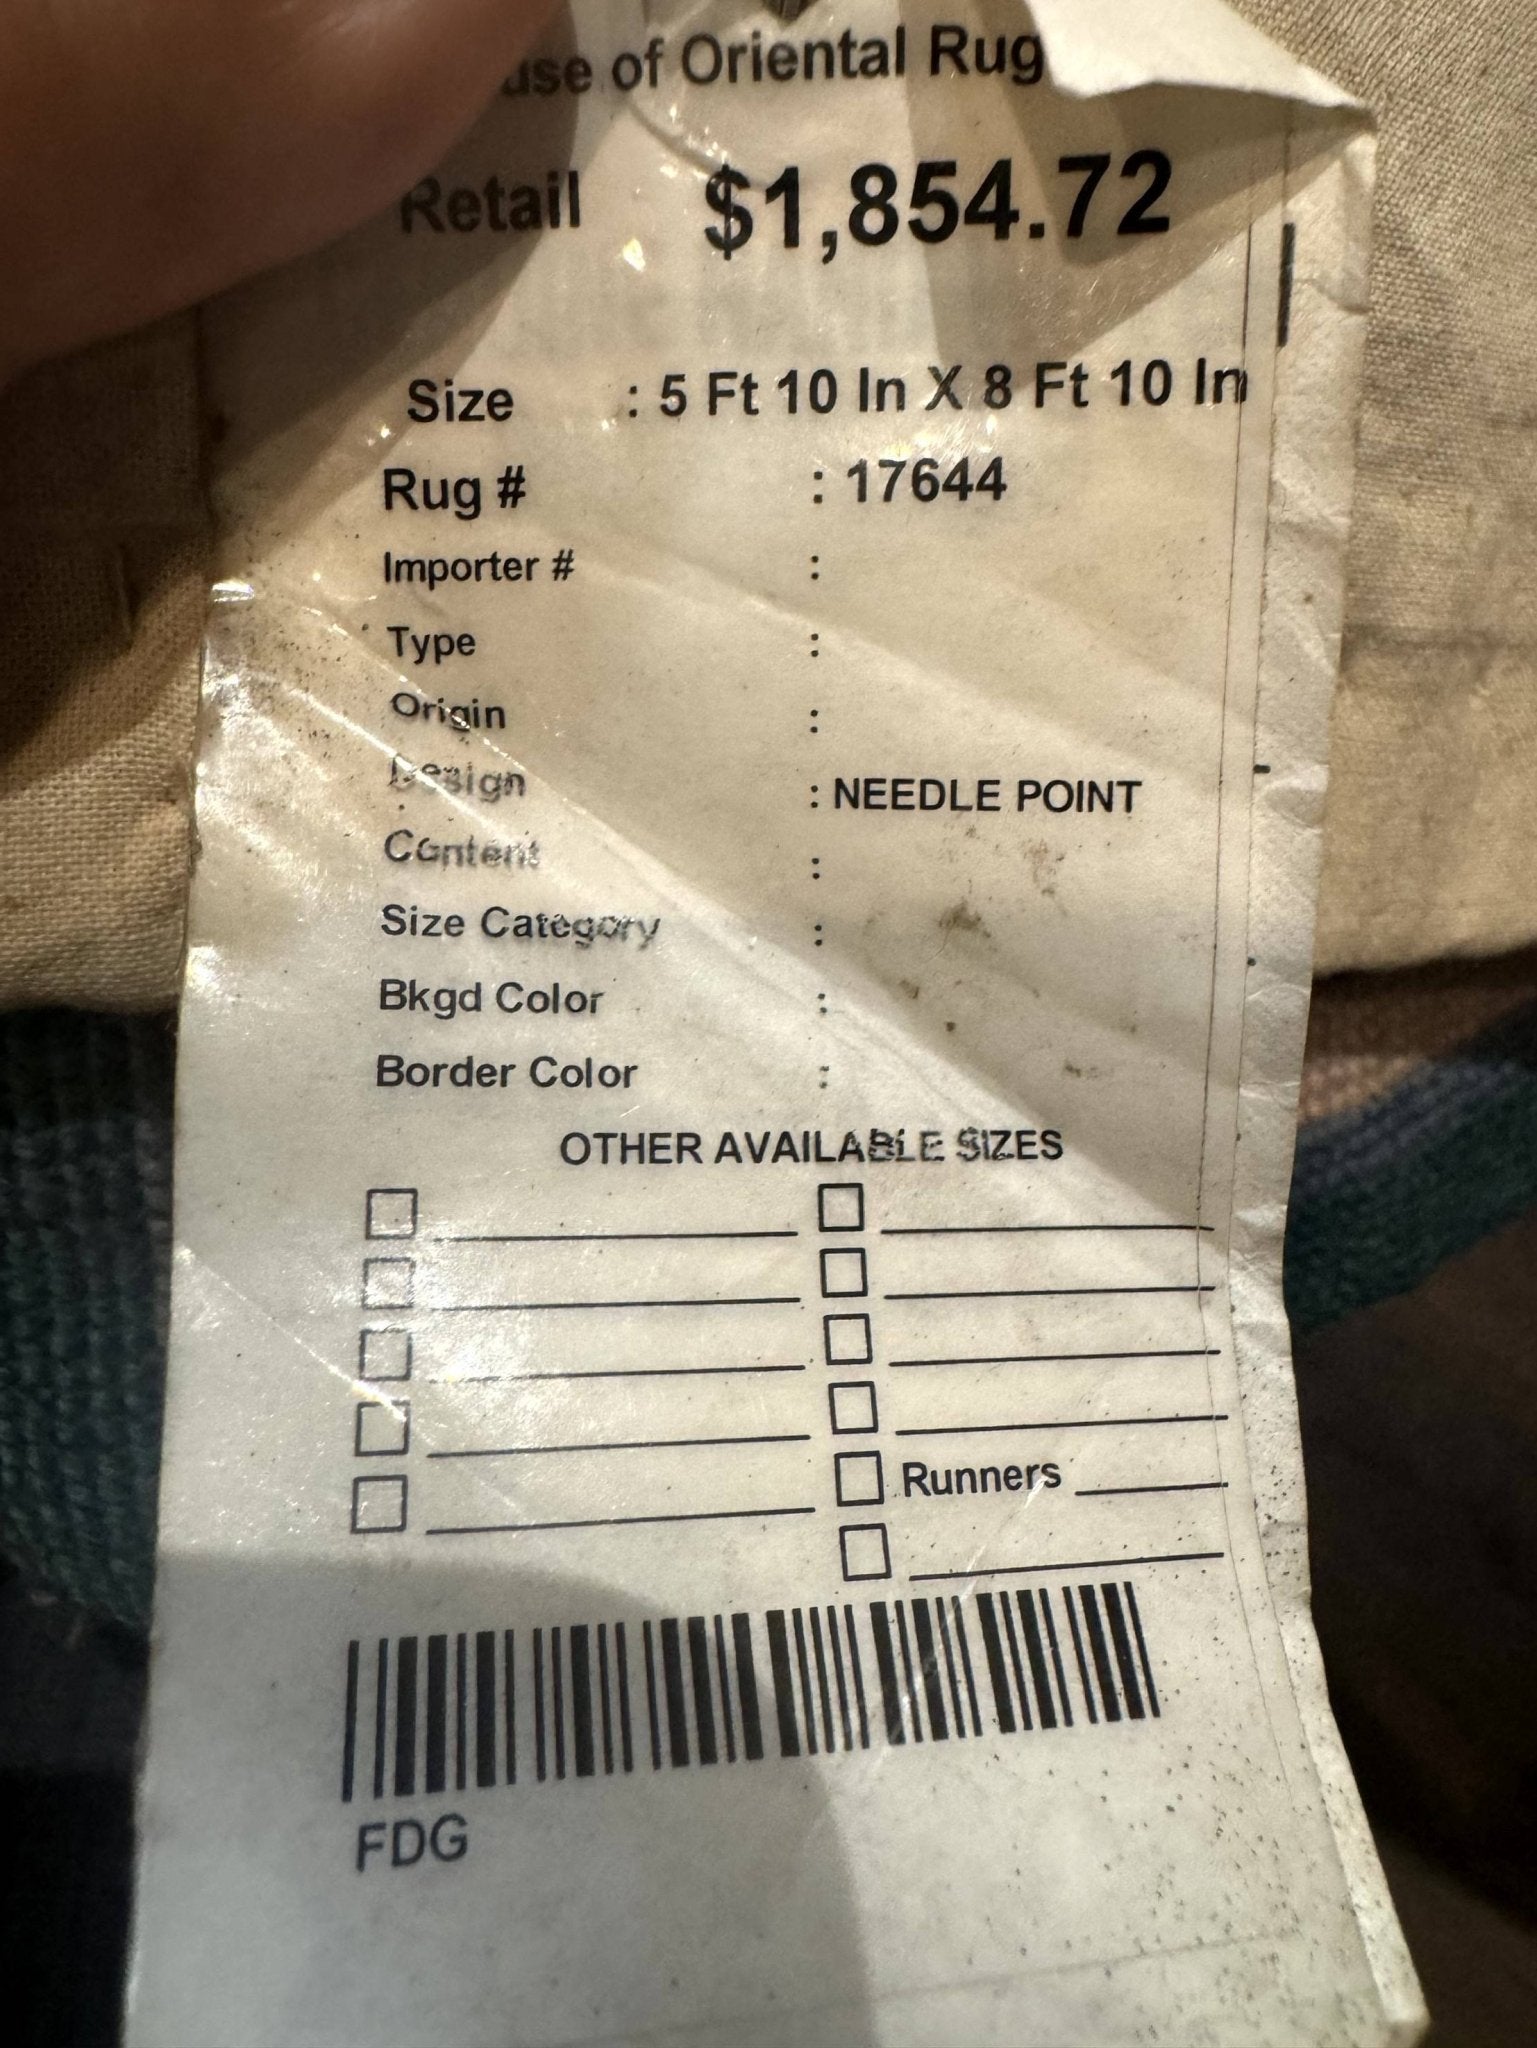 of Oriental Rug
Retail $1,854.72
Size : 5 Ft 10 In X 8 Ft 10 In
Rug # : 17644
Importer # :
Type :
Origin :
Design : NEEDLE POINT
Content :
Size Category :
Bkgd Color :
Border Color :
OTHER AVAILABLE SIZES
Runners
FDG